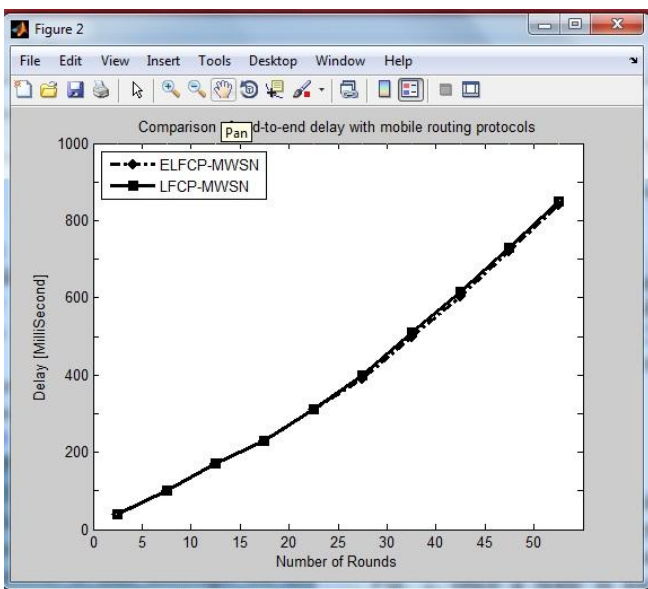 Figure 2
File Edit View Insert Tools Desktop Window Help
Comparison d-to-end delay with mobile routing protocols
Pan
ELFCP-MWSN
LFCP-MWSN
1000
800
600
400
200
0
Delay [MilliSecond]
0 5 10 15 20 25 30 35 40 45 50
Number of Rounds